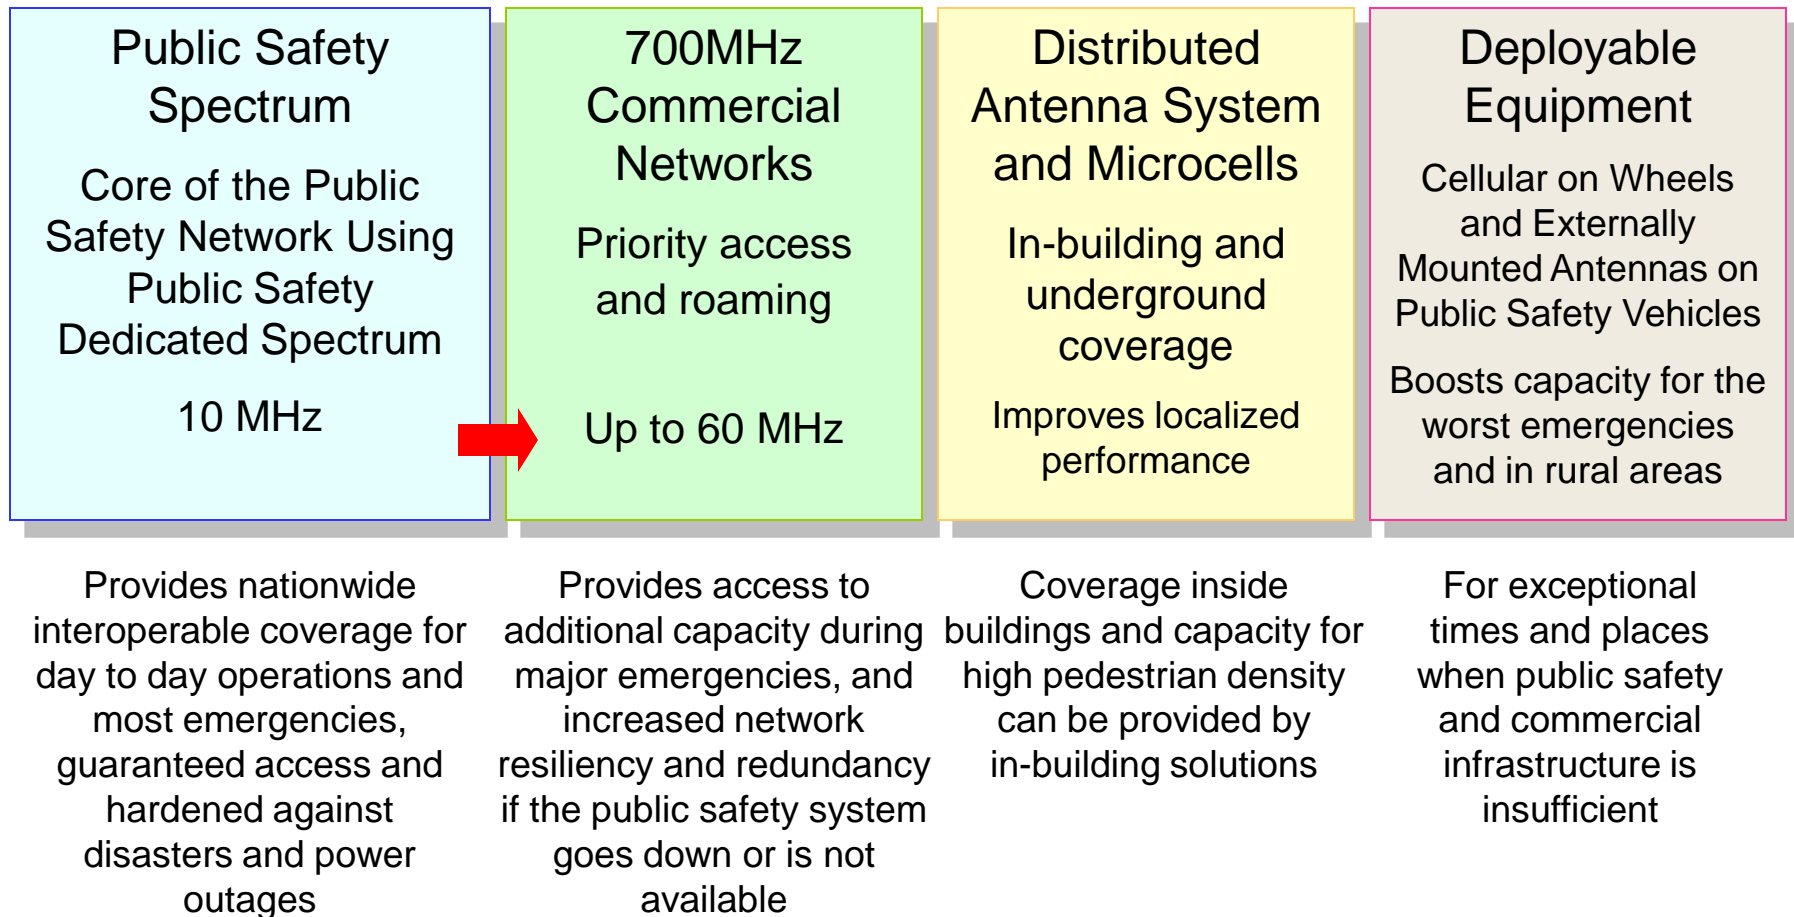 Public Safety
Spectrum
Core of the Public
Safety Network Using
Public Safety
Dedicated Spectrum
10 MHz
700MHz
Commercial
Networks
Priority access
and roaming
Up to 60 MHz
Distributed
Antenna System
and Microcells
In-building and
underground
coverage
Improves localized
performance
Deployable
Equipment
Cellular on Wheels
and Externally
Mounted Antennas on
Public Safety Vehicles
Boosts capacity for the
worst emergencies
and in rural areas
Provides nationwide
interoperable coverage for
day to day operations and
most emergencies,
guaranteed access and
hardened against
disasters and power
outages
Provides access to
additional capacity during
major emergencies, and
increased network
resiliency and redundancy
if the public safety system
goes down or is not
available
Coverage inside
buildings and capacity for
high pedestrian density
can be provided by
in-building solutions
For exceptional
times and places
when public safety
and commercial
infrastructure is
insufficient